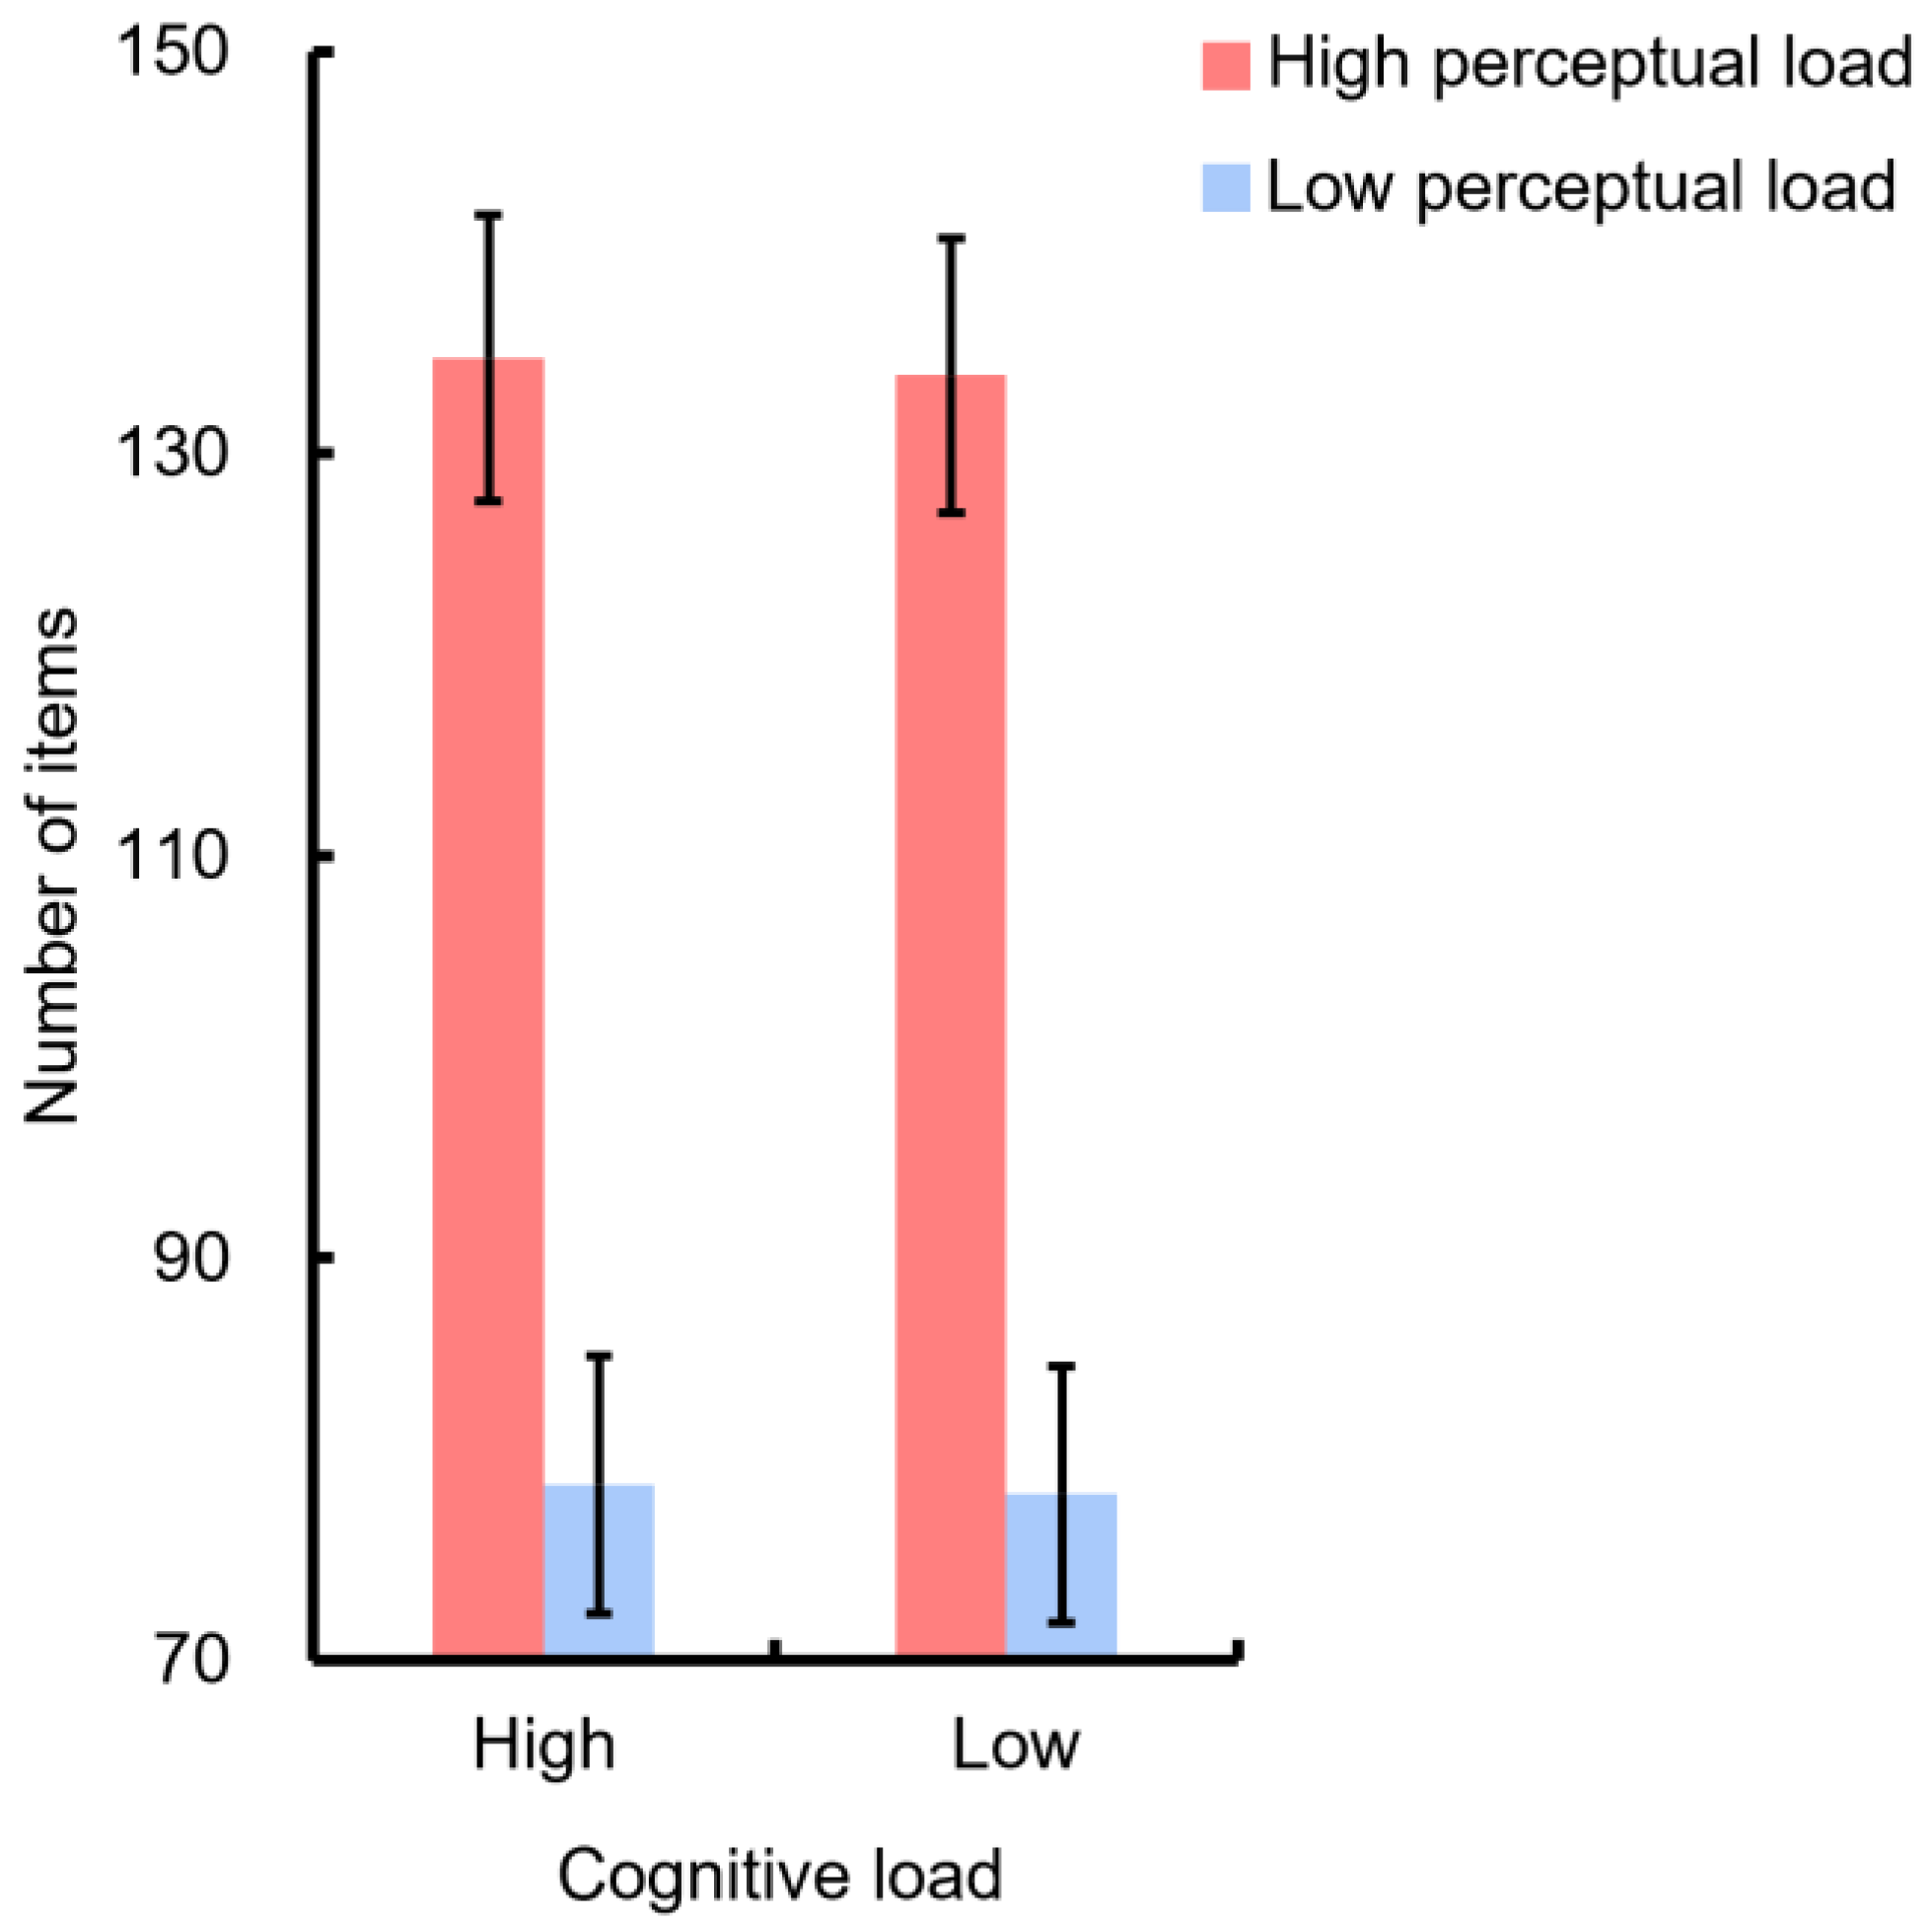 High perceptual load
Low perceptual load
150
130
110
90
70
Number of items
High Low
Cognitive load